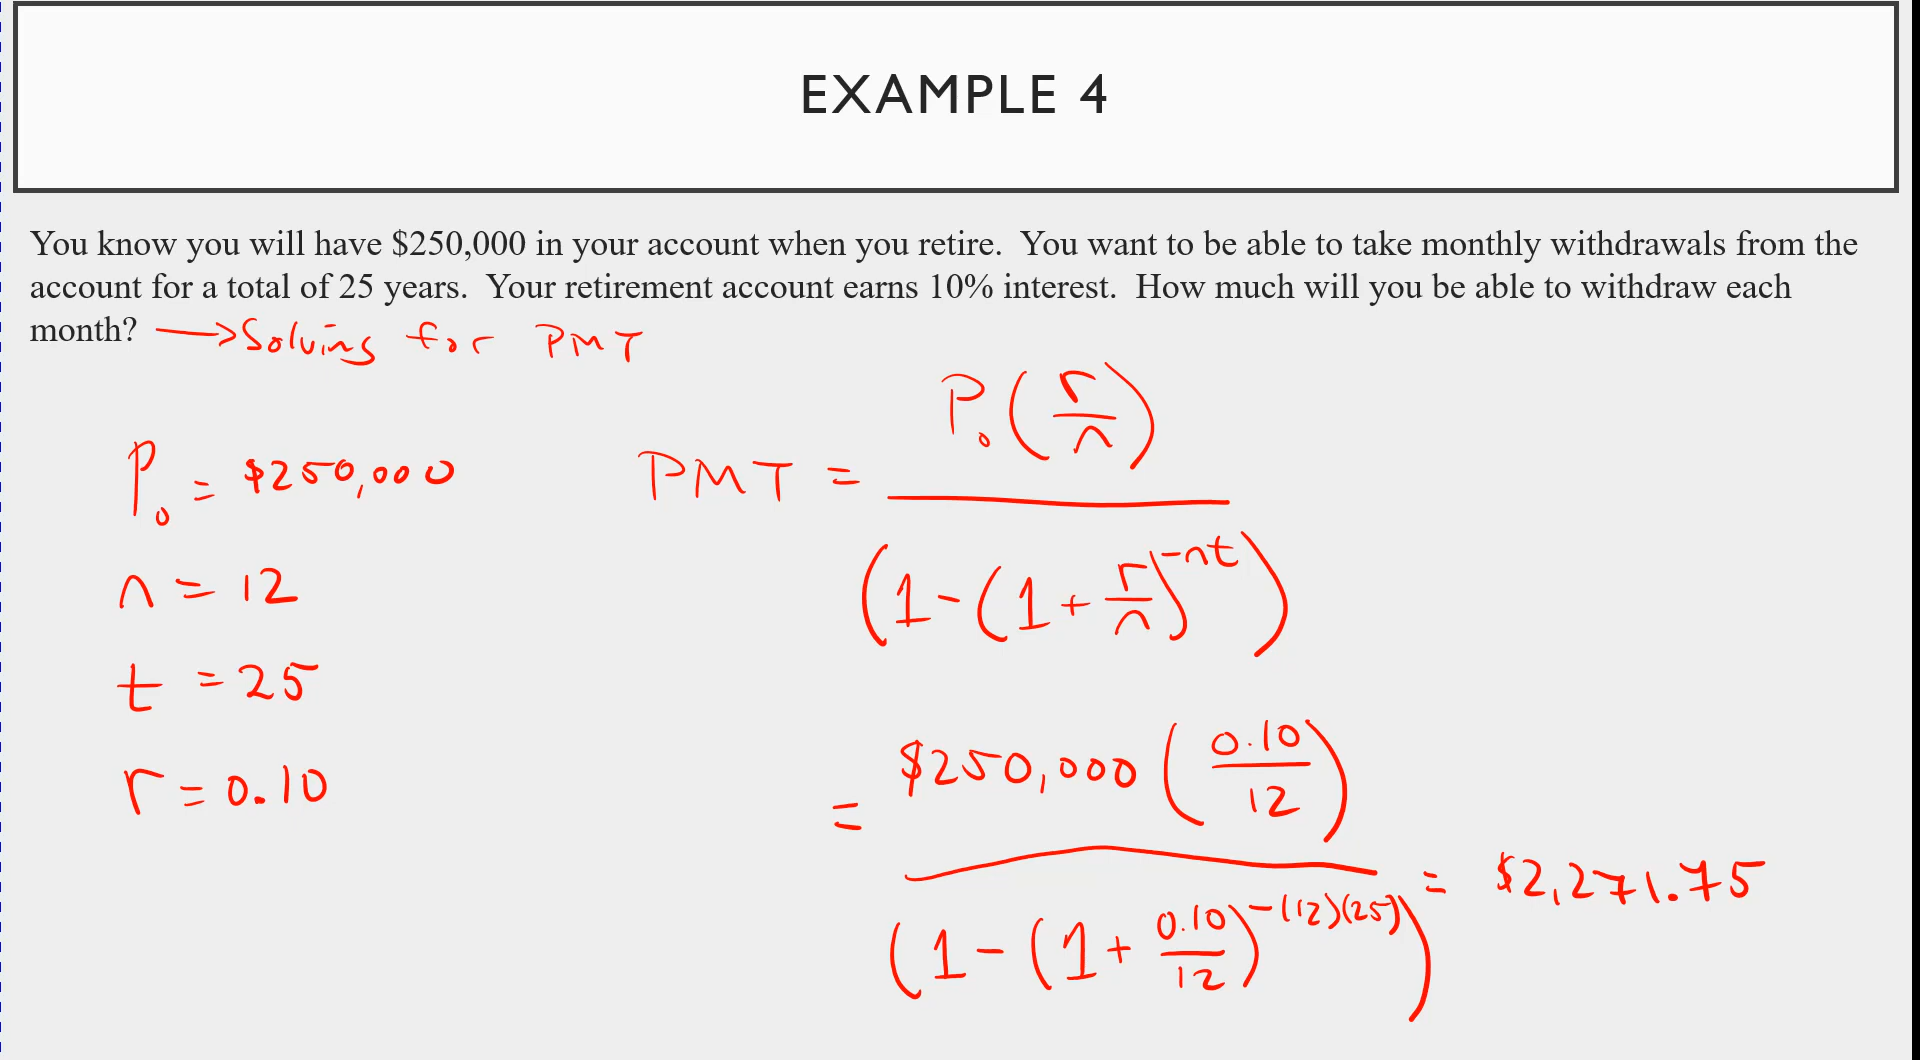 EXAMPLE 4
You know you will have $250,000 in your account when you retire. You want to be able to take monthly withdrawals from the
account for a total of 25 years. Your retirement account earns 10% interest. How much will you be able to withdraw each
month? → Solving for PMT
P₀ = $250,000
n = 12
t = 25
r = 0.10
PMT = P₀(r/n) / (1-(1+r/n)^-nt)
= $250,000(0.10/12) / (1-(1+0.10/12)^-(12)(25)) = $2,271.75